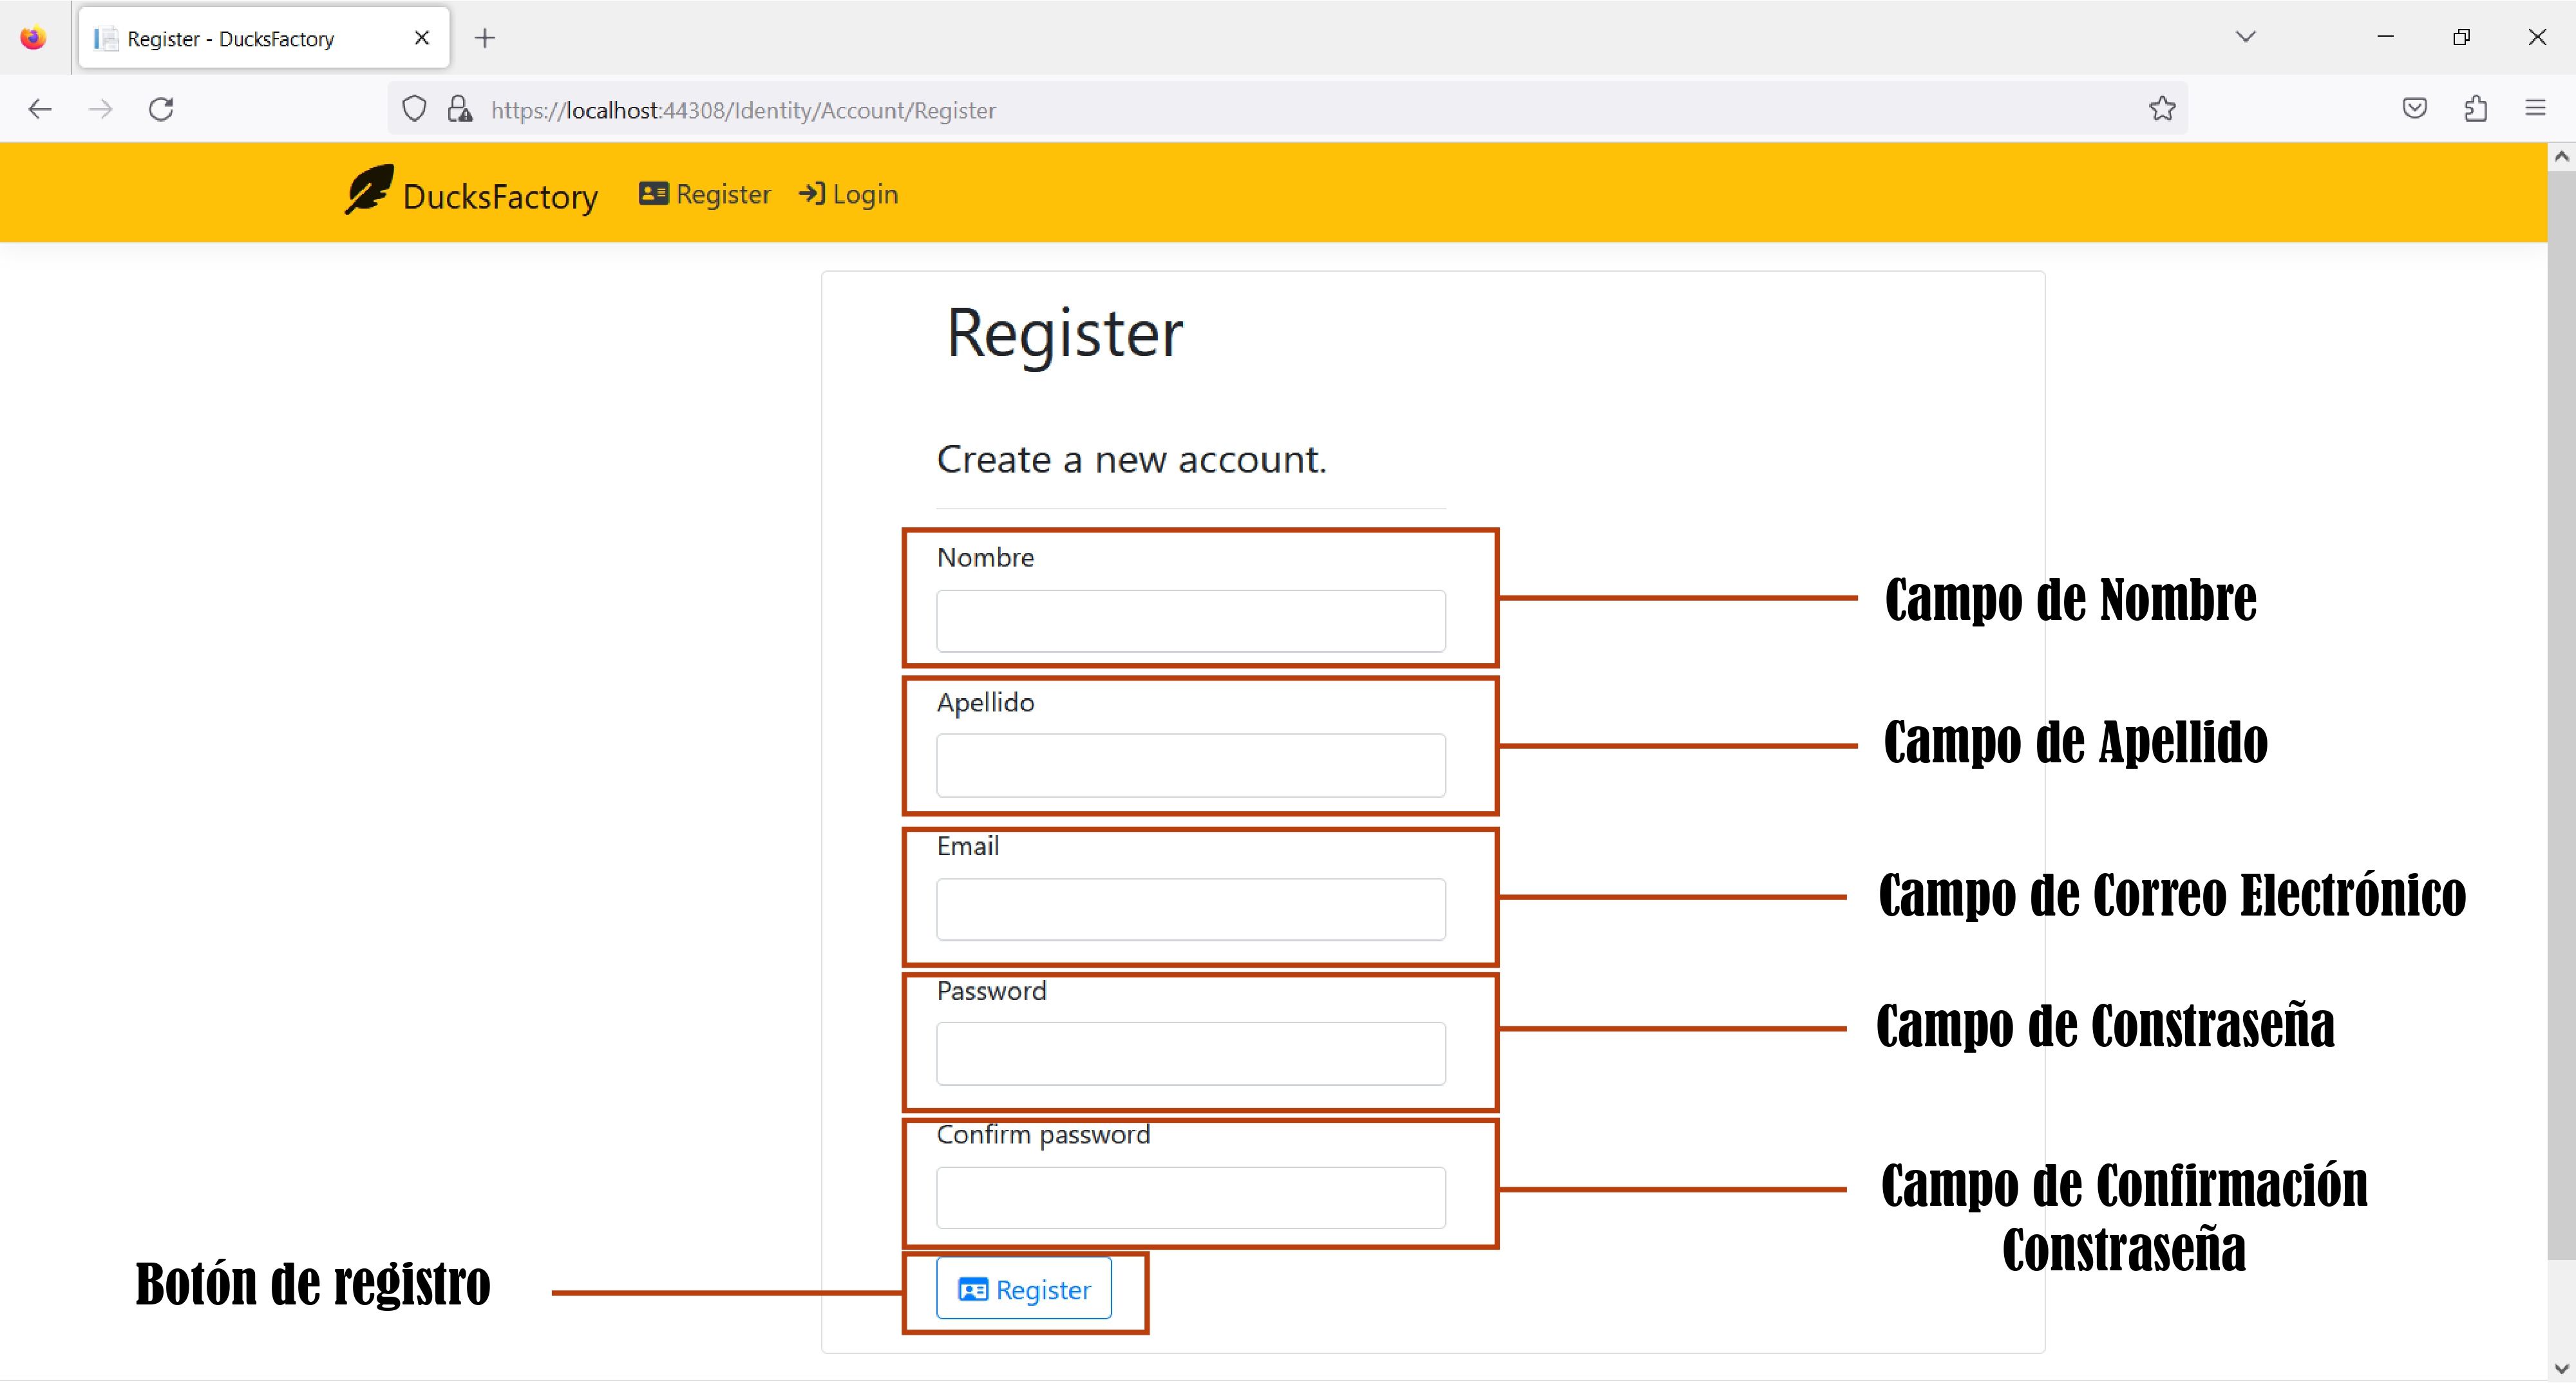 Register - DucksFactory
https://localhost:44308/Identity/Account/Register
DucksFactory Register Login
Register
Create a new account.
Nombre
Campo de Nombre
Apellido
Campo de Apellido
Email
Campo de Correo Electrónico
Password
Campo de Constraseña
Confirm password
Campo de Confirmación
Constraseña
Botón de registro
Register